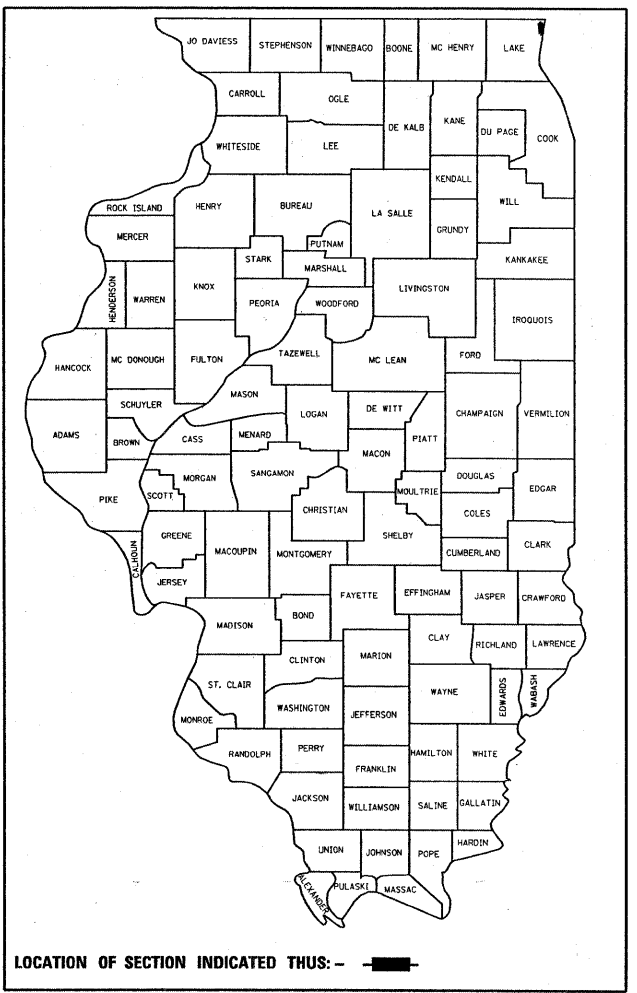 JO DAVIESS
STEPHENSON
WINNEBAGO
BOONE
MC HENRY
LAKE
CARROLL
OGLE
DE KALB
KANE
DU PAGE
COOK
WHITESIDE
LEE
KENDALL
WILL
ROCK ISLAND
HENRY
BUREAU
LA SALLE
GRUNDY
MERCER
PUTNAM
KANKAKEE
STARK
MARSHALL
HENDERSON
WARREN
KNOX
PEORIA
WOODFORD
LIVINGSTON
IROQUOIS
HANCOCK
MC DONOUGH
FULTON
TAZEWELL
MC LEAN
FORD
SCHUYLER
MASON
LOGAN
DE WITT
CHAMPAIGN
VERMILION
ADAMS
BROWN
CASS
MENARD
MACON
PIATT
PIKE
SCOTT
MORGAN
SANGAMON
MOULTRIE
DOUGLAS
EDGAR
CHRISTIAN
COLES
GREENE
MACOUPIN
MONTGOMERY
SHELBY
CUMBERLAND
CLARK
CALHOUN
JERSEY
FAYETTE
EFFINGHAM
JASPER
CRAWFORD
MADISON
BOND
CLAY
RICHLAND
LAWRENCE
CLINTON
MARION
ST. CLAIR
WAYNE
EDWARDS
WABASH
MONROE
WASHINGTON
JEFFERSON
RANDOLPH
PERRY
HAMILTON
WHITE
FRANKLIN
JACKSON
WILLIAMSON
SALINE
GALLATIN
UNION
JOHNSON
POPE
HARDIN
ALEXANDER
PULASKI
MASSAC
LOCATION OF SECTION INDICATED THUS: –